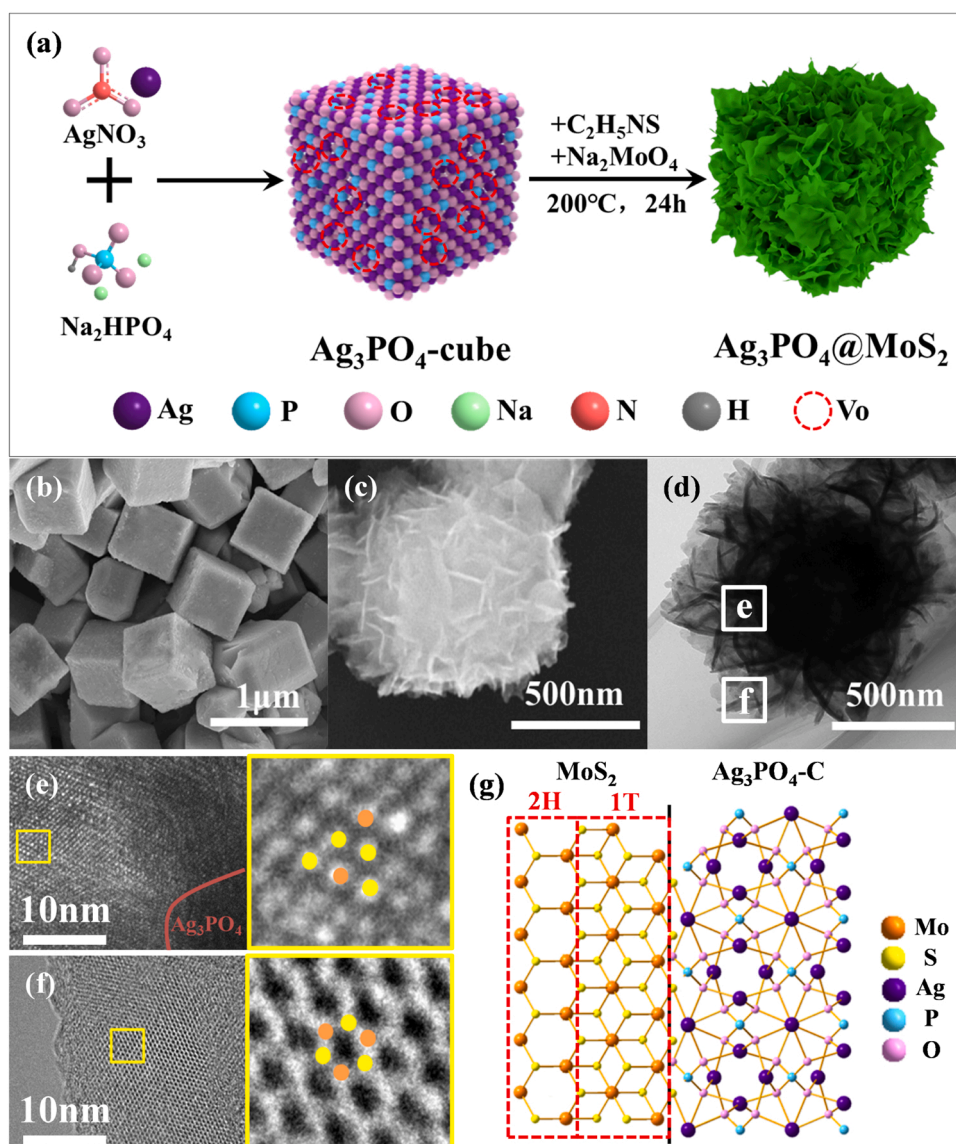 (a)
AgNO₃
+
Na₂HPO₄
+C₂H₅NS
+Na₂MoO₄
200℃，24h
Ag₃PO₄-cube
Ag₃PO₄@MoS₂
Ag P O Na N H Vo
(b)
1μm
(c)
500nm
(d)
e
f
500nm
(e)
10nm
Ag₃PO₄
(f)
10nm
(g)
MoS₂ Ag₃PO₄-C
2H 1T
Mo
S
Ag
P
O